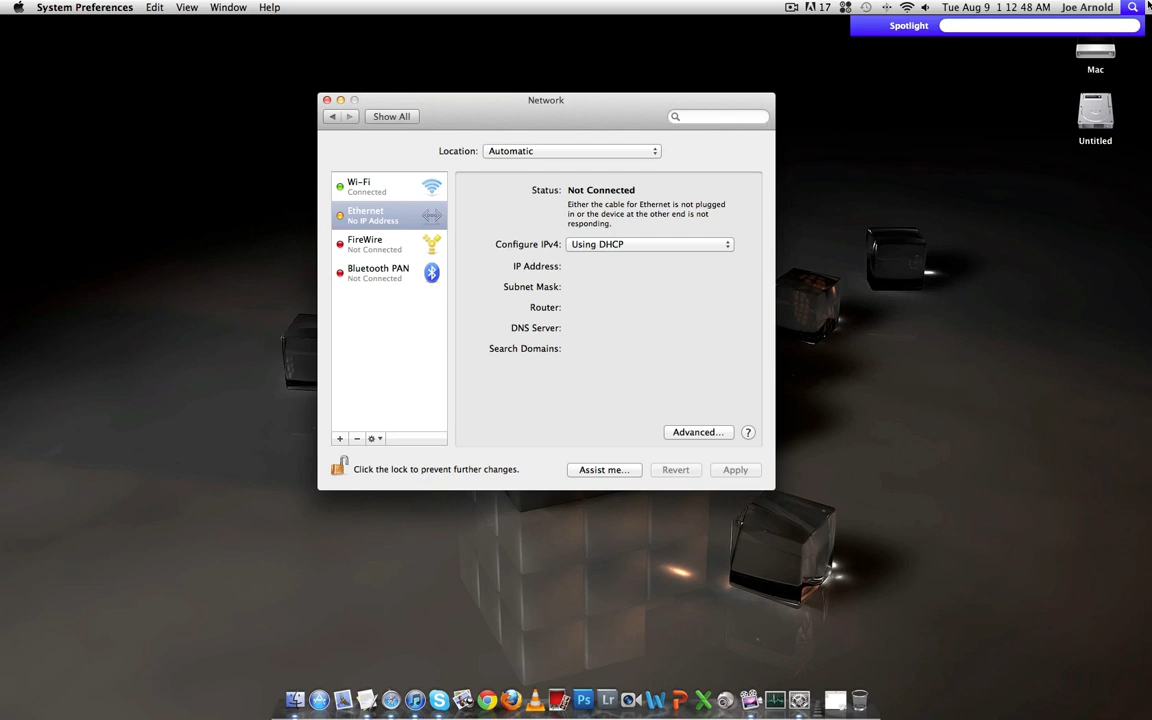 System Preferences Edit View Window Help
17 Tue Aug 9 1 12 48 AM Joe Arnold
Spotlight
Mac
Untitled
Network
Show All
Location: Automatic
Wi-Fi
Connected
Ethernet
No IP Address
FireWire
Not Connected
Bluetooth PAN
Not Connected
Status: Not Connected
Either the cable for Ethernet is not plugged
in or the device at the other end is not
responding.
Configure IPv4: Using DHCP
IP Address:
Subnet Mask:
Router:
DNS Server:
Search Domains:
Advanced... ?
Click the lock to prevent further changes.
Assist me... Revert Apply
Ps Lr W P X